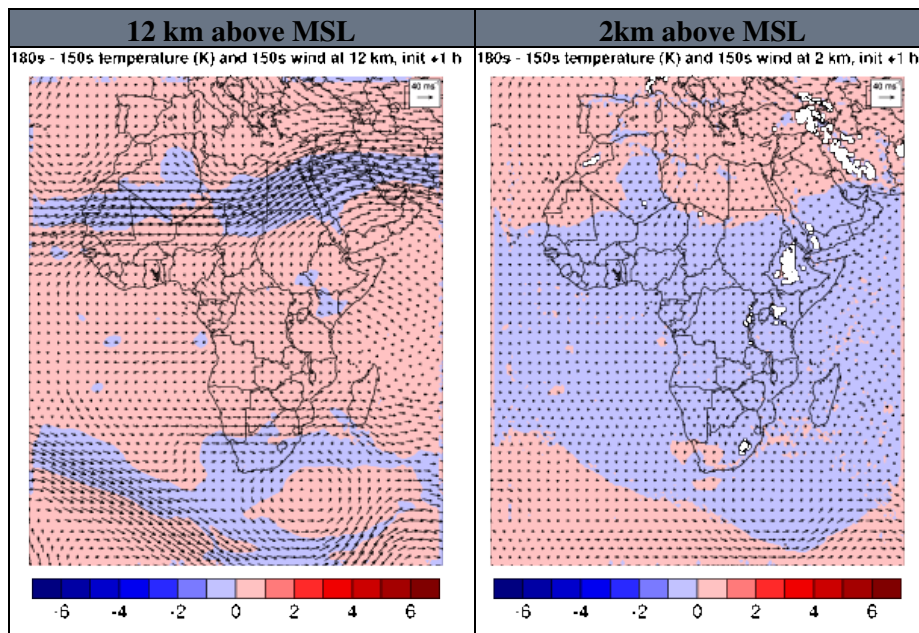 12 km above MSL
2km above MSL
180s - 150s temperature (K) and 150s wind at 12 km, init +1 h
180s - 150s temperature (K) and 150s wind at 2 km, init +1 h
40 ms
40 ms
-6 -4 -2 0 2 4 6
-6 -4 -2 0 2 4 6